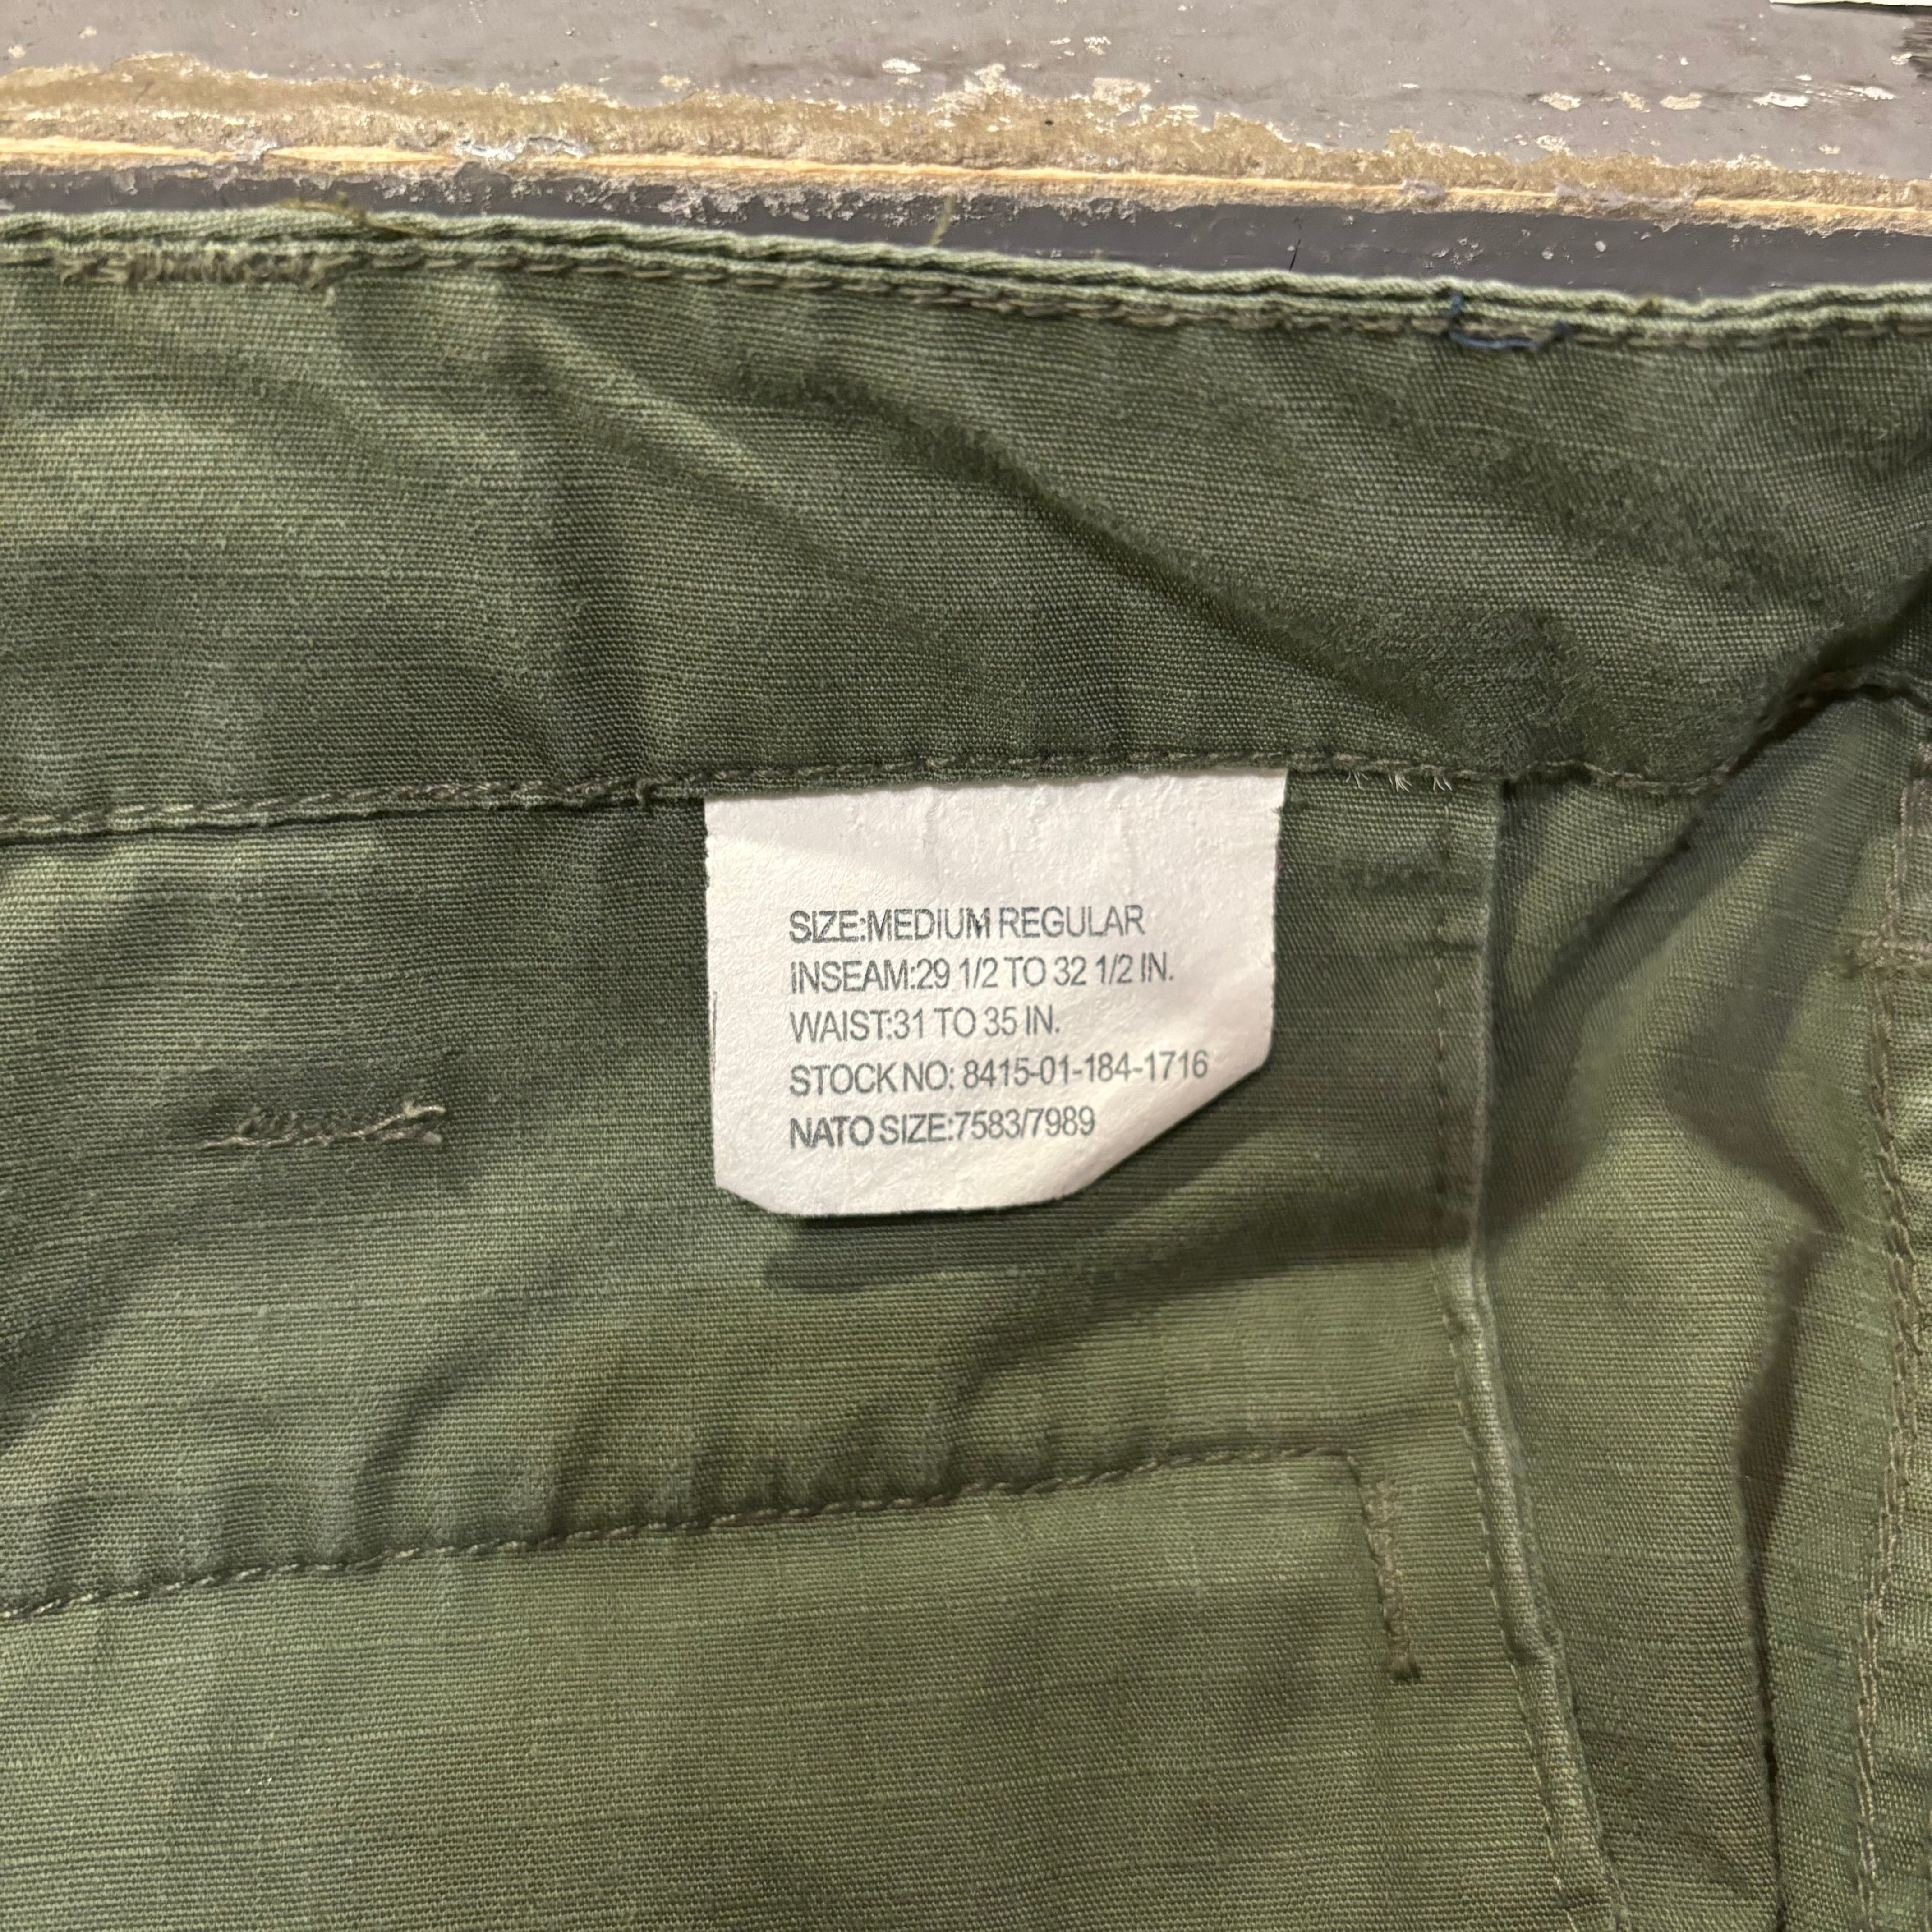 SIZE:MEDIUM REGULAR
INSEAM:29 1/2 TO 32 1/2 IN.
WAIST:31 TO 35 IN.
STOCK NO: 8415-01-184-1716
NATO SIZE:7583/7989